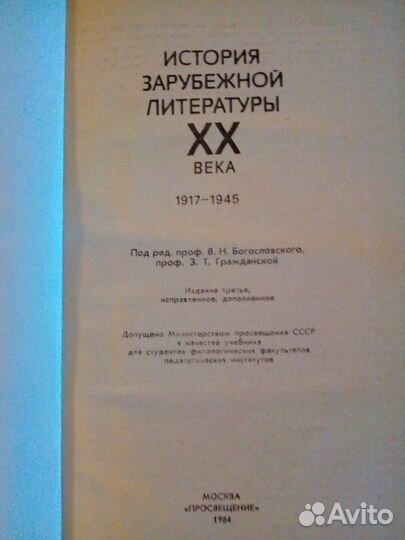 ИСТОРИЯ
ЗАРУБЕЖНОЙ
ЛИТЕРАТУРЫ
XX
ВЕКА
1917–1945
Под ред. проф. В. Н. Богословского,
проф. З. Т. Гражданской
Издание третье,
исправленное, дополненное
Допущено Министерством просвещения СССР
в качестве учебника
для студентов филологических факультетов
педагогических институтов
МОСКВА
«ПРОСВЕЩЕНИЕ»
1984
Avito